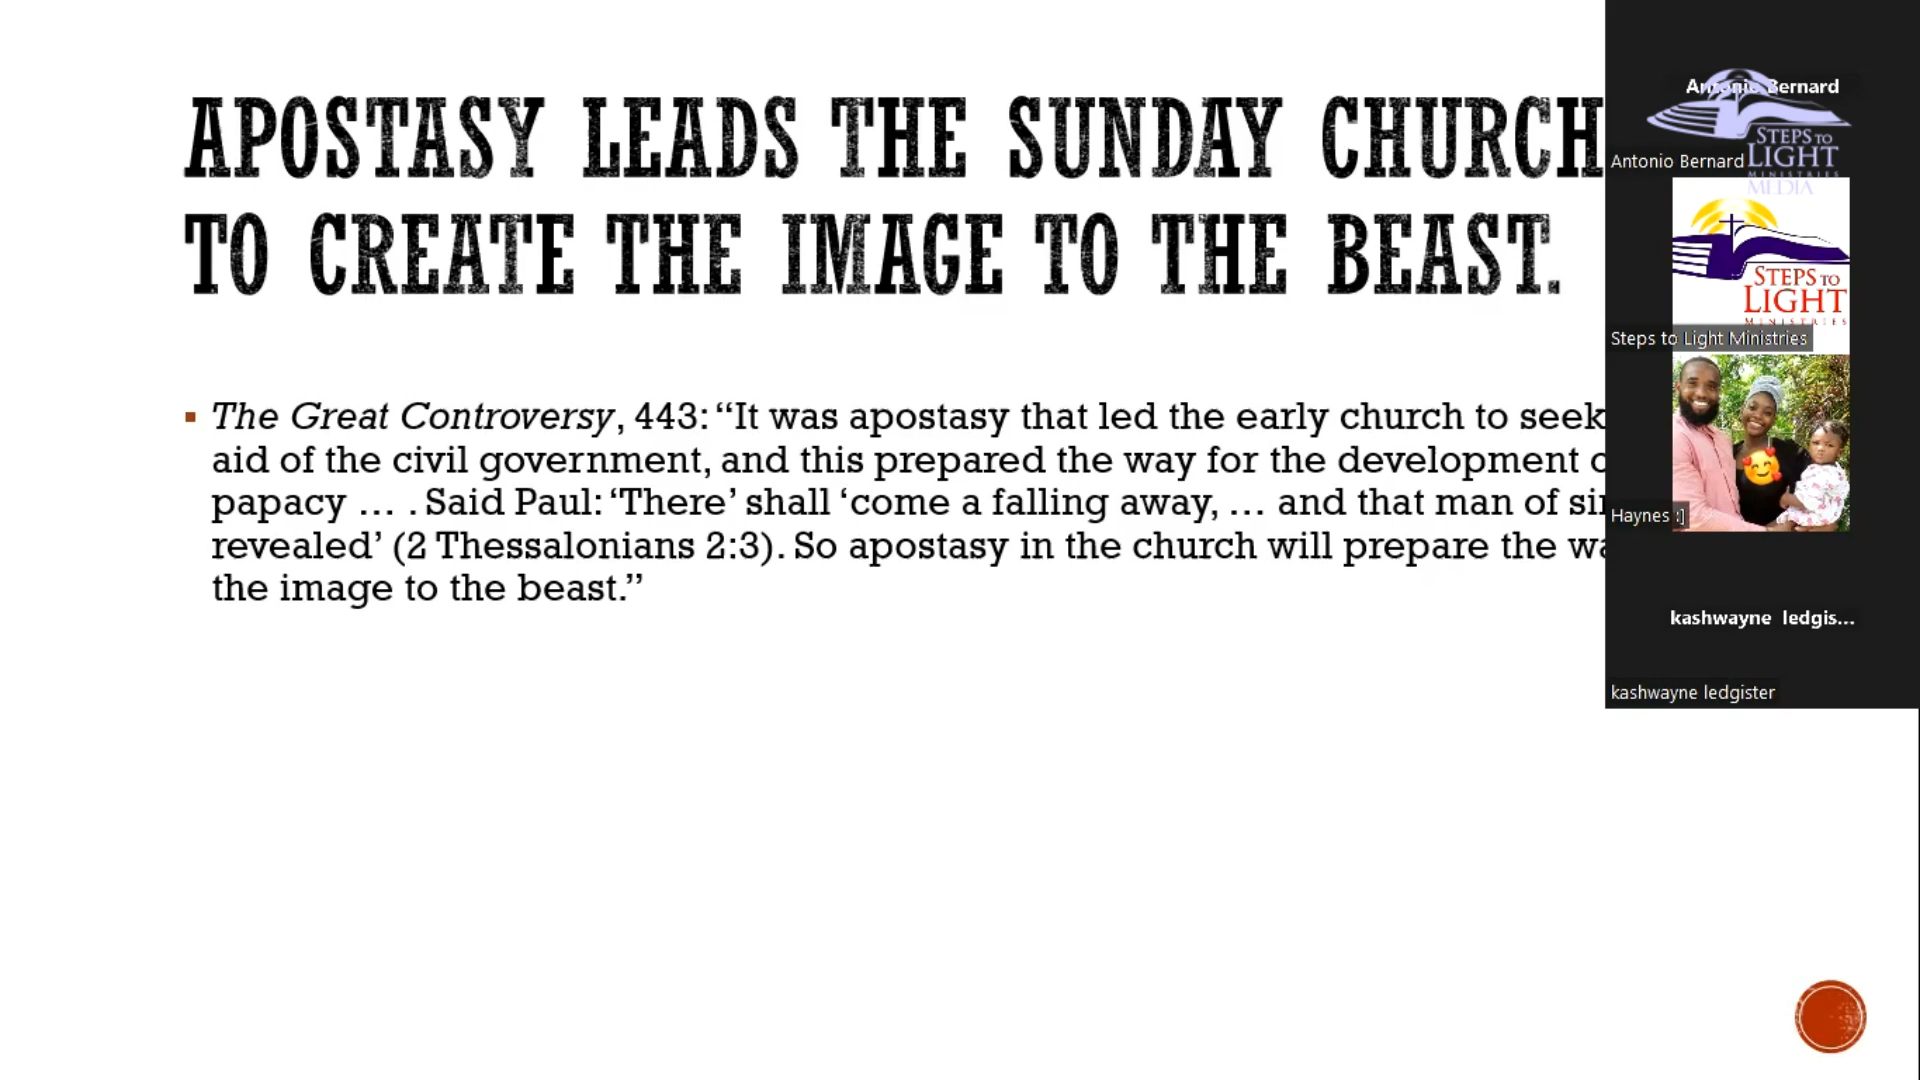 APOSTASY LEADS THE SUNDAY CHURCH
TO CREATE THE IMAGE TO THE BEAST.
▪ The Great Controversy, 443: “It was apostasy that led the early church to seek
aid of the civil government, and this prepared the way for the development
papacy … . Said Paul: ‘There’ shall ‘come a falling away, … and that man of
revealed’ (2 Thessalonians 2:3). So apostasy in the church will prepare the
the image to the beast.”
Antonio Bernard
STEPS TO
LIGHT
MINISTRIES
MEDIA
Antonio Bernard
STEPS TO
LIGHT
MINISTRIES
Steps to Light Ministries
Haynes :]
kashwayne ledgis...
kashwayne ledgister